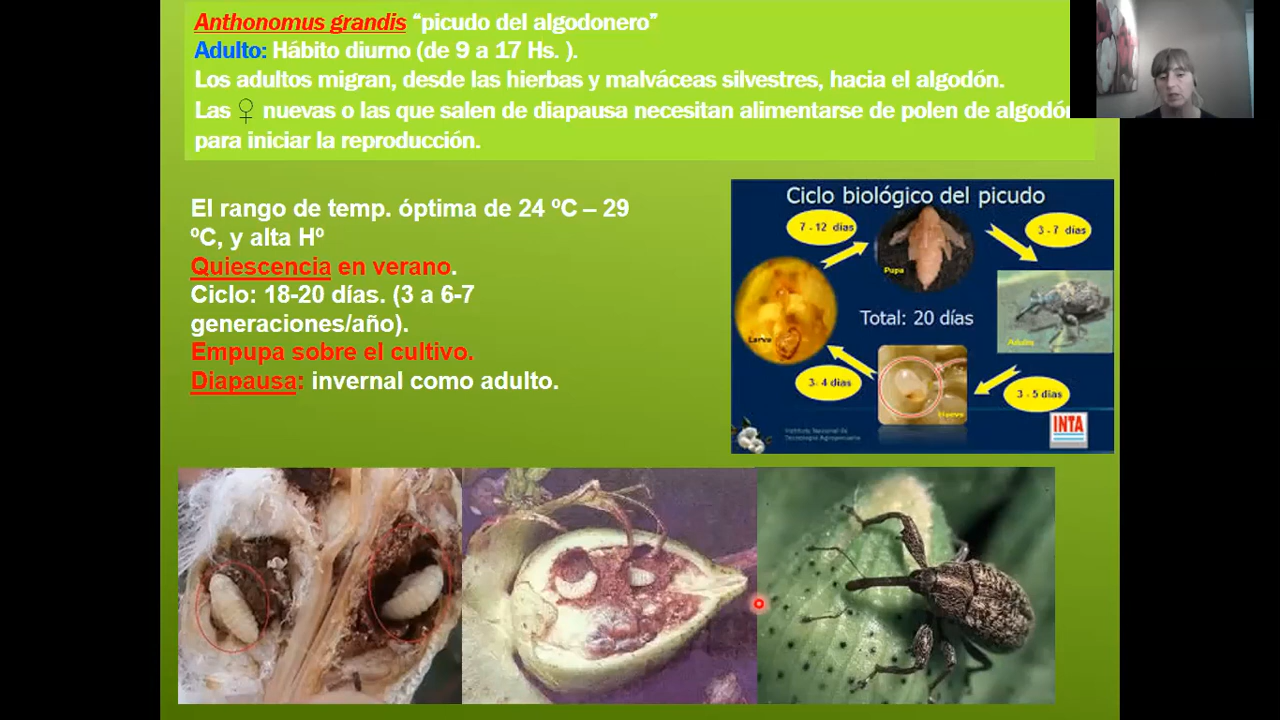 Anthonomus grandis “picudo del algodonero”
Adulto: Hábito diurno (de 9 a 17 Hs. ).
Los adultos migran, desde las hierbas y malváceas silvestres, hacia el algodón.
Las ♀ nuevas o las que salen de diapausa necesitan alimentarse de polen de algodón
para iniciar la reproducción.
El rango de temp. óptima de 24 ºC – 29
ºC, y alta Hº
Quiescencia en verano.
Ciclo: 18-20 días. (3 a 6-7
generaciones/año).
Empupa sobre el cultivo.
Diapausa: invernal como adulto.
Ciclo biológico del picudo
7 - 12 días
3 - 7 días
Pupa
Larva
Total: 20 días
Adulto
3- 4 días
Huevo
3 - 5 días
Instituto Nacional de
Tecnología Agropecuaria
INTA